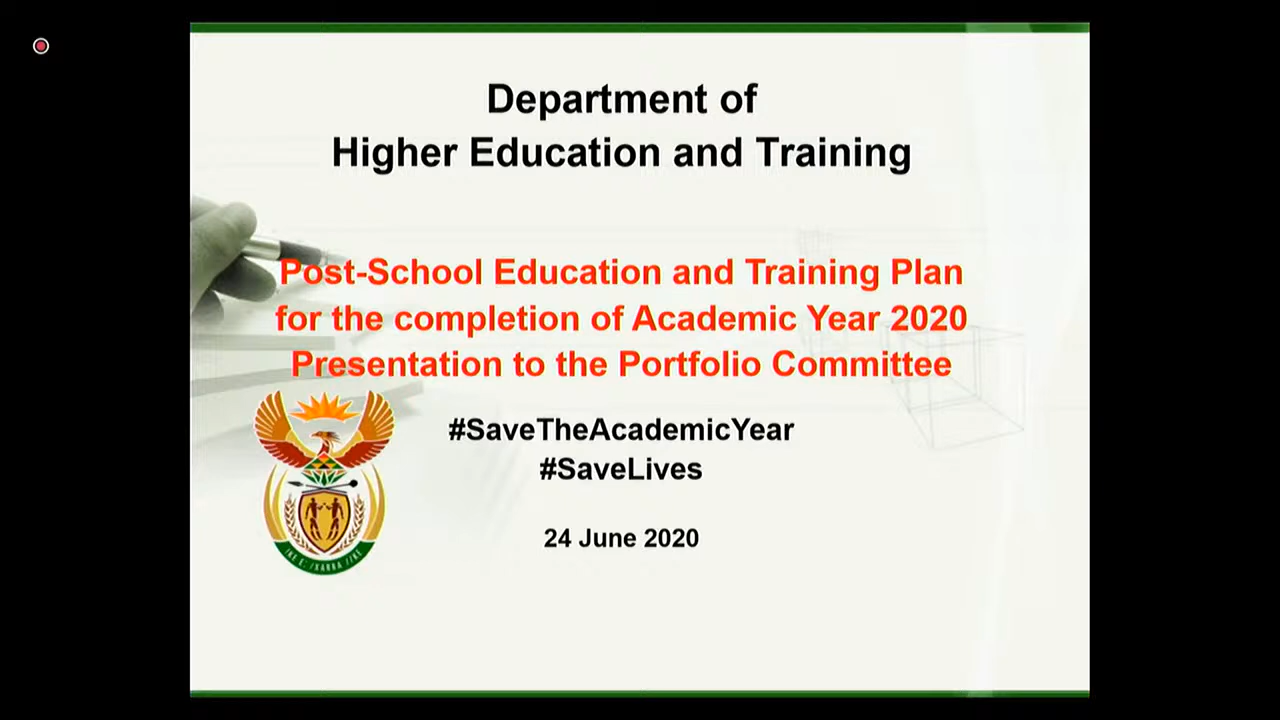 Department of
Higher Education and Training
Post-School Education and Training Plan
for the completion of Academic Year 2020
Presentation to the Portfolio Committee
#SaveTheAcademicYear
#SaveLives
24 June 2020